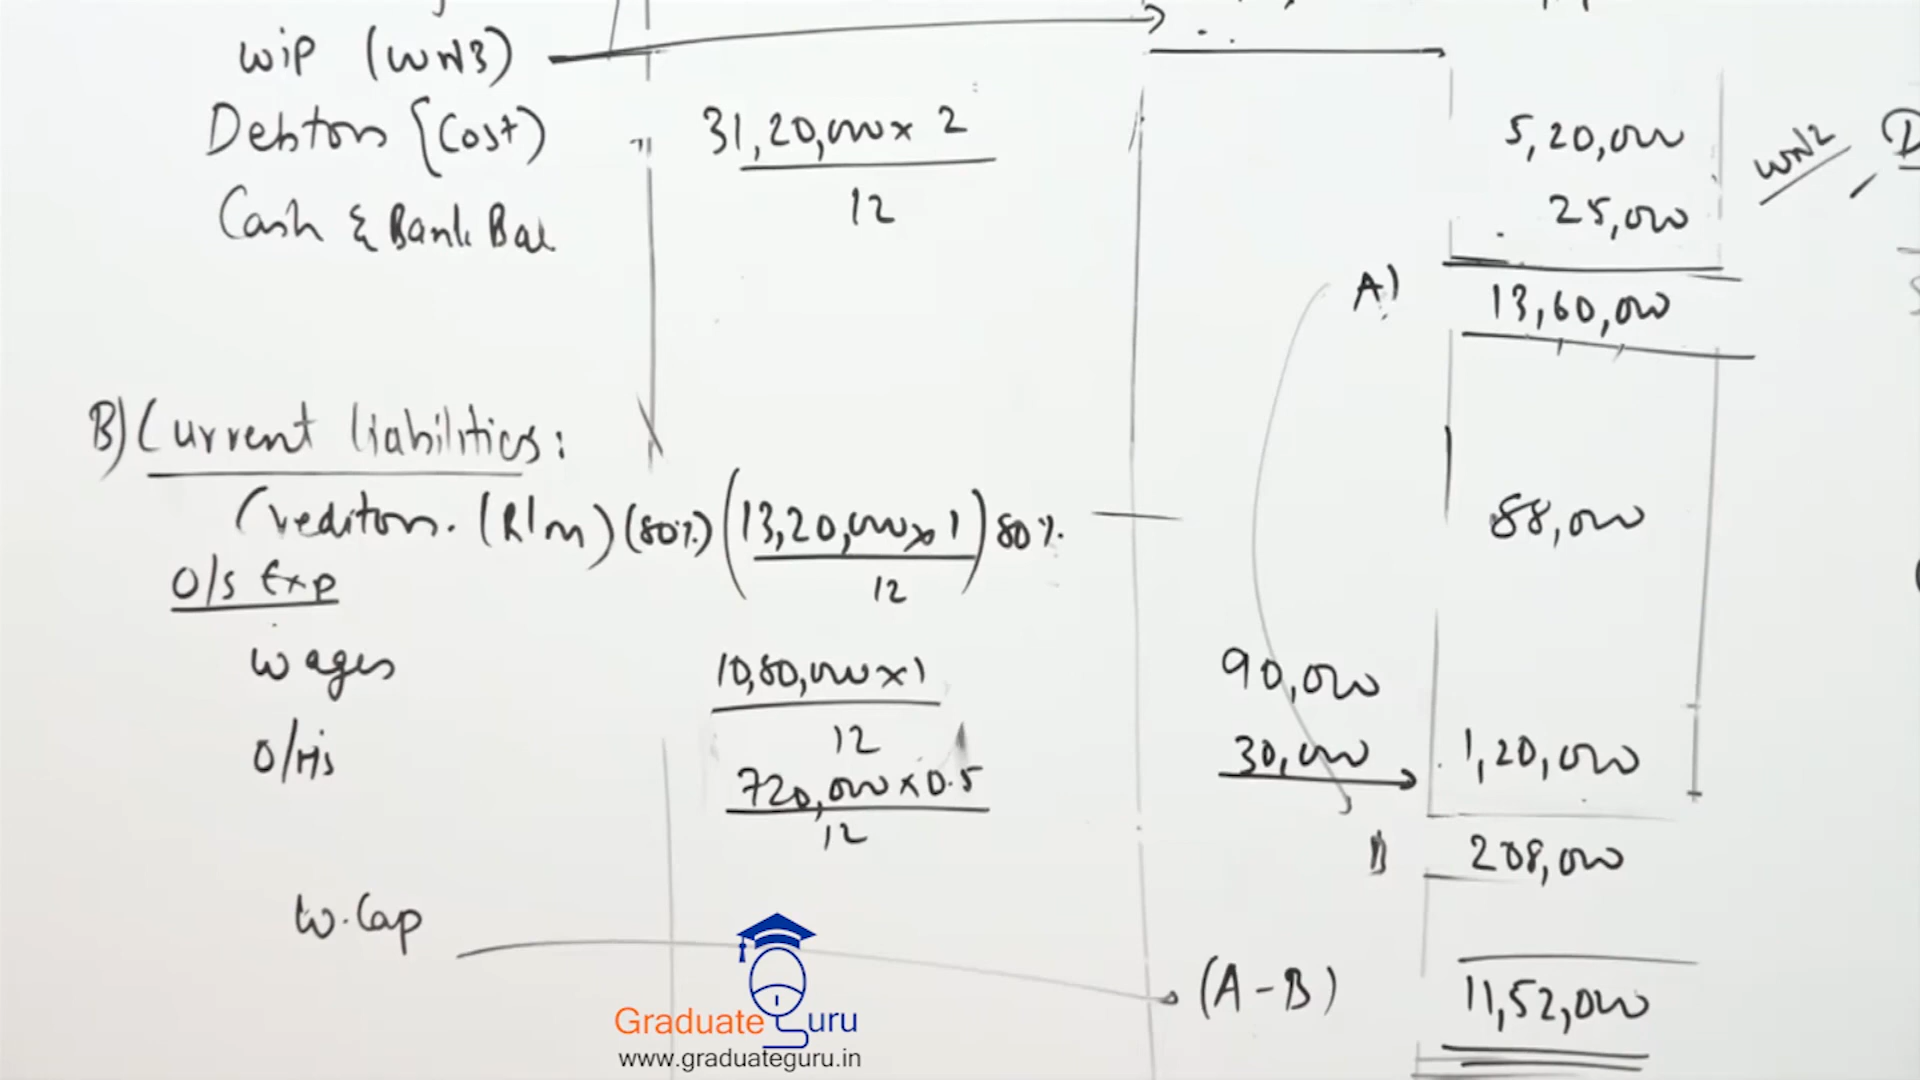 WIP (WN3)
Debtors {Cost) 31,20,000 x 2 5,20,000
12
WN2
Cash & Bank Bal 25,000
A) 13,60,000
B) Current liabilities:
Creditors. (R/m) (80%) (13,20,000 x 1) 80% 88,000
12
O/s Exp
Wages 10,80,000 x 1 90,000
12
O/Hs 720,000 x 0.5 30,000 1,20,000
12
B 208,000
W. Cap (A - B) 11,52,000
Graduate Guru
www.graduateguru.in